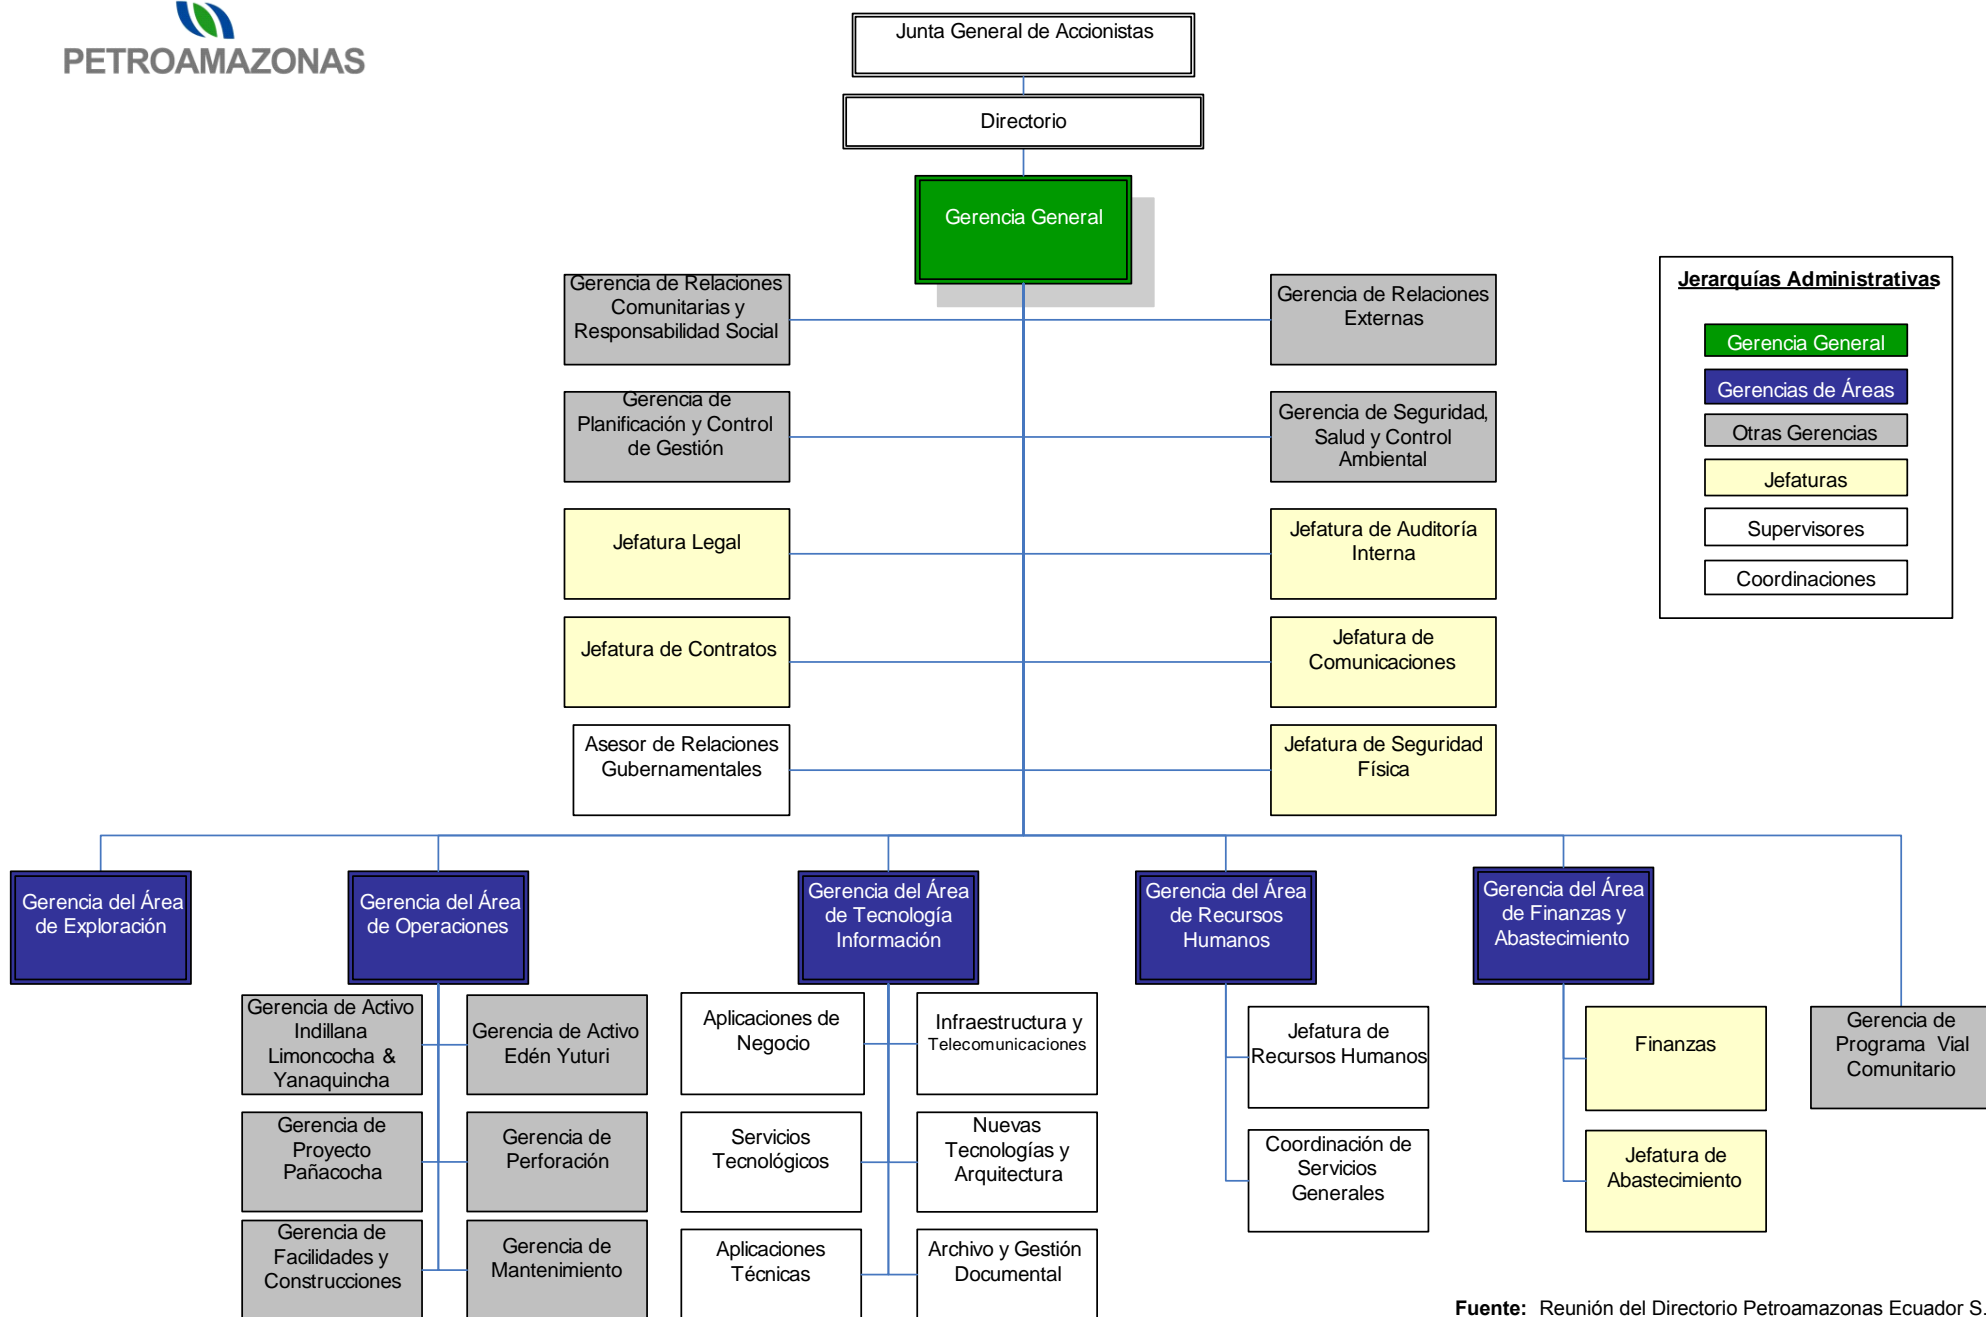 PETROAMAZONAS
Junta General de Accionistas
Directorio
Gerencia General
Gerencia de Relaciones
Comunitarias y
Responsabilidad Social
Gerencia de Relaciones
Externas
Gerencia de
Planificación y Control
de Gestión
Gerencia de Seguridad,
Salud y Control
Ambiental
Jefatura Legal
Jefatura de Auditoría
Interna
Jefatura de Contratos
Jefatura de
Comunicaciones
Asesor de Relaciones
Gubernamentales
Jefatura de Seguridad
Física
Jerarquías Administrativas
Gerencia General
Gerencias de Áreas
Otras Gerencias
Jefaturas
Supervisores
Coordinaciones
Gerencia del Área
de Exploración
Gerencia del Área
de Operaciones
Gerencia del Área
de Tecnología
Información
Gerencia del Área
de Recursos
Humanos
Gerencia del Área
de Finanzas y
Abastecimiento
Gerencia de Activo
Indillana
Limoncocha &
Yanaquincha
Gerencia de Activo
Edén Yuturi
Aplicaciones de
Negocio
Infraestructura y
Telecomunicaciones
Jefatura de
Recursos Humanos
Finanzas
Gerencia de
Programa Vial
Comunitario
Gerencia de
Proyecto
Pañacocha
Gerencia de
Perforación
Servicios
Tecnológicos
Nuevas
Tecnologías y
Arquitectura
Coordinación de
Servicios
Generales
Jefatura de
Abastecimiento
Gerencia de
Facilidades y
Construcciones
Gerencia de
Mantenimiento
Aplicaciones
Técnicas
Archivo y Gestión
Documental
Fuente: Reunión del Directorio Petroamazonas Ecuador S.